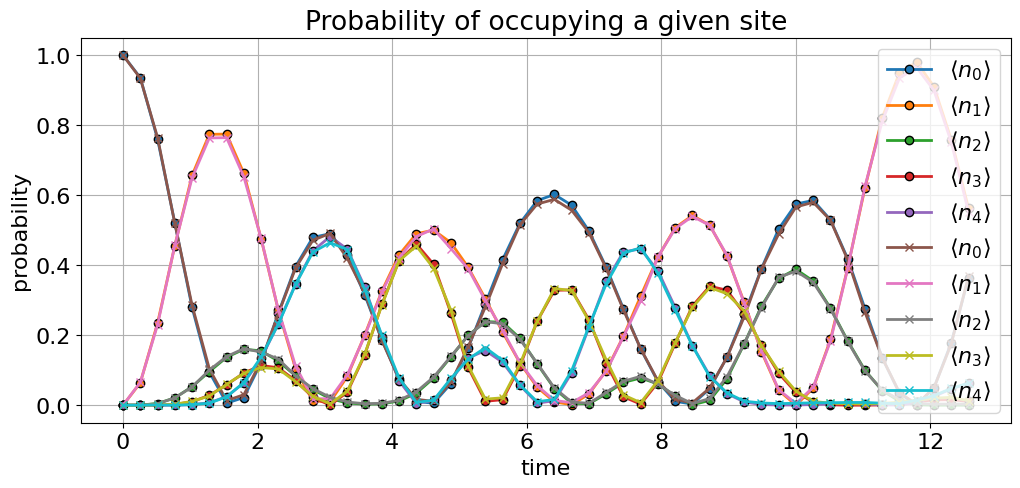 Probability of occupying a given site
probability
1.0
0.8
0.6
0.4
0.2
0.0
0
2
4
6
8
10
12
time
⟨n₀⟩
⟨n₁⟩
⟨n₂⟩
⟨n₃⟩
⟨n₄⟩
⟨n₀⟩
⟨n₁⟩
⟨n₂⟩
⟨n₃⟩
⟨n₄⟩